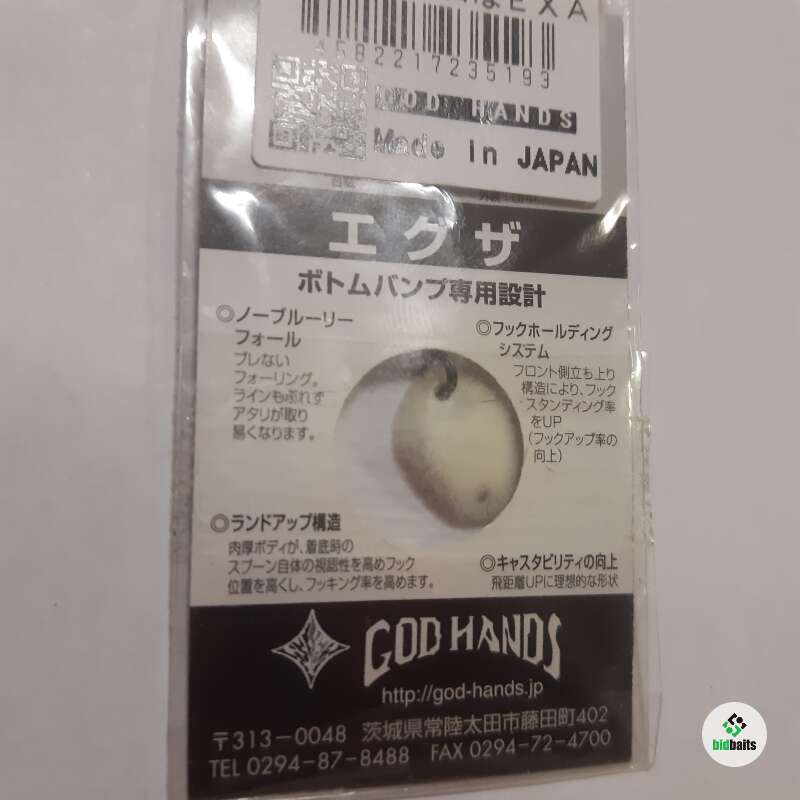 EXA
4582217235193
GOD HANDS
Made in JAPAN
エグザ
ボトムバンプ専用設計
◎ノーブルーリー
フォール
ブレない
フォーリング。
ラインもぶれず
アタリが取り
易くなります。
◎フックホールディング
システム
フロント側立ち上り
構造により、フック
スタンディング率
をUP
(フックアップ率の
向上)
◎ランドアップ構造
肉厚ボディが、着底時の
スプーン自体の視認性を高めフック
位置を高くし、フッキング率を高めます。
◎キャスタビリティの向上
飛距離UPに理想的な形状
GOD HANDS
http://god-hands.jp
〒313-0048 茨城県常陸太田市藤田町402
TEL 0294-87-8488 FAX 0294-72-4700
bidbaits